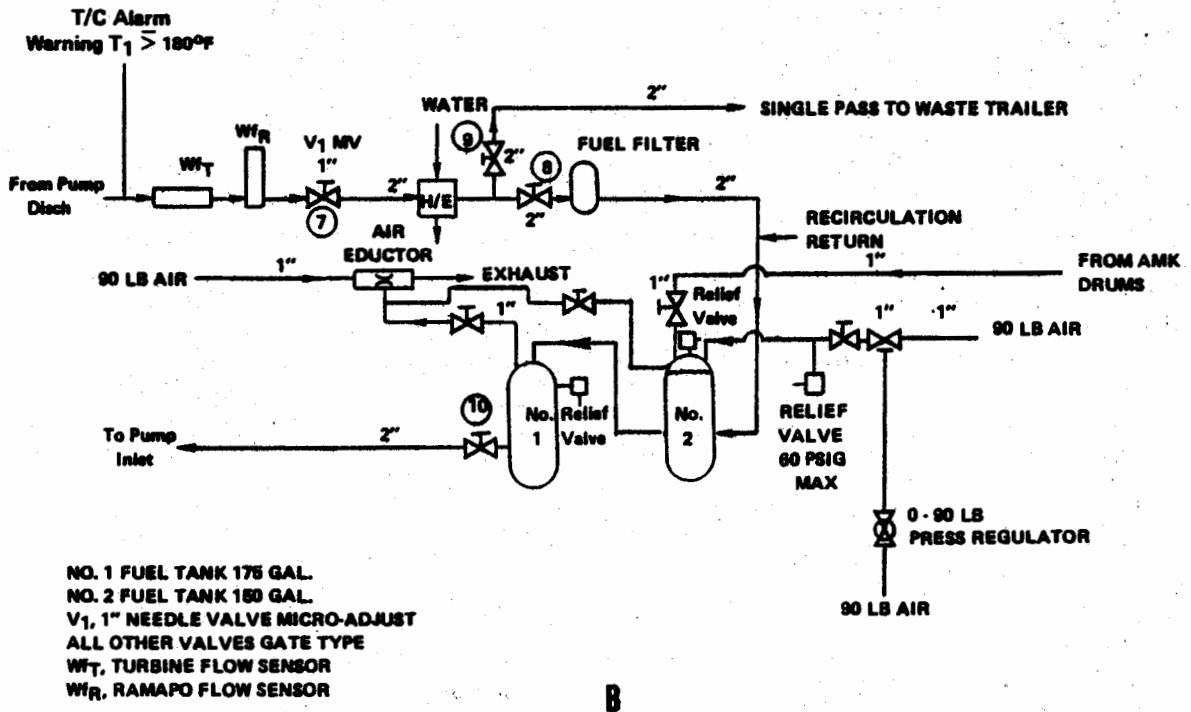 T/C Alarm
Warning T1 > 180°F
WATER
2"
SINGLE PASS TO WASTE TRAILER
9
2"
8
FUEL FILTER
WfR
V1 MV
1"
WfT
From Pump
Disch
2"
H/E
2"
2"
7
RECIRCULATION
RETURN
AIR
EDUCTOR
90 LB AIR
1"
EXHAUST
1"
FROM AMK
DRUMS
1"
Relief
Valve
1"
1"
1"
90 LB AIR
10
No.
1
Relief
Valve
No.
2
RELIEF
VALVE
60 PSIG
MAX
To Pump
Inlet
2"
0 - 90 LB
PRESS REGULATOR
90 LB AIR
NO. 1 FUEL TANK 175 GAL.
NO. 2 FUEL TANK 150 GAL.
V1, 1" NEEDLE VALVE MICRO-ADJUST
ALL OTHER VALVES GATE TYPE
WfT, TURBINE FLOW SENSOR
WfR, RAMAPO FLOW SENSOR
B